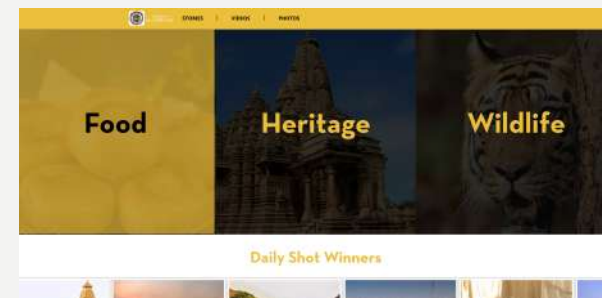 STORIES | VIDEOS | PHOTOS
Food
Heritage
Wildlife
Daily Shot Winners